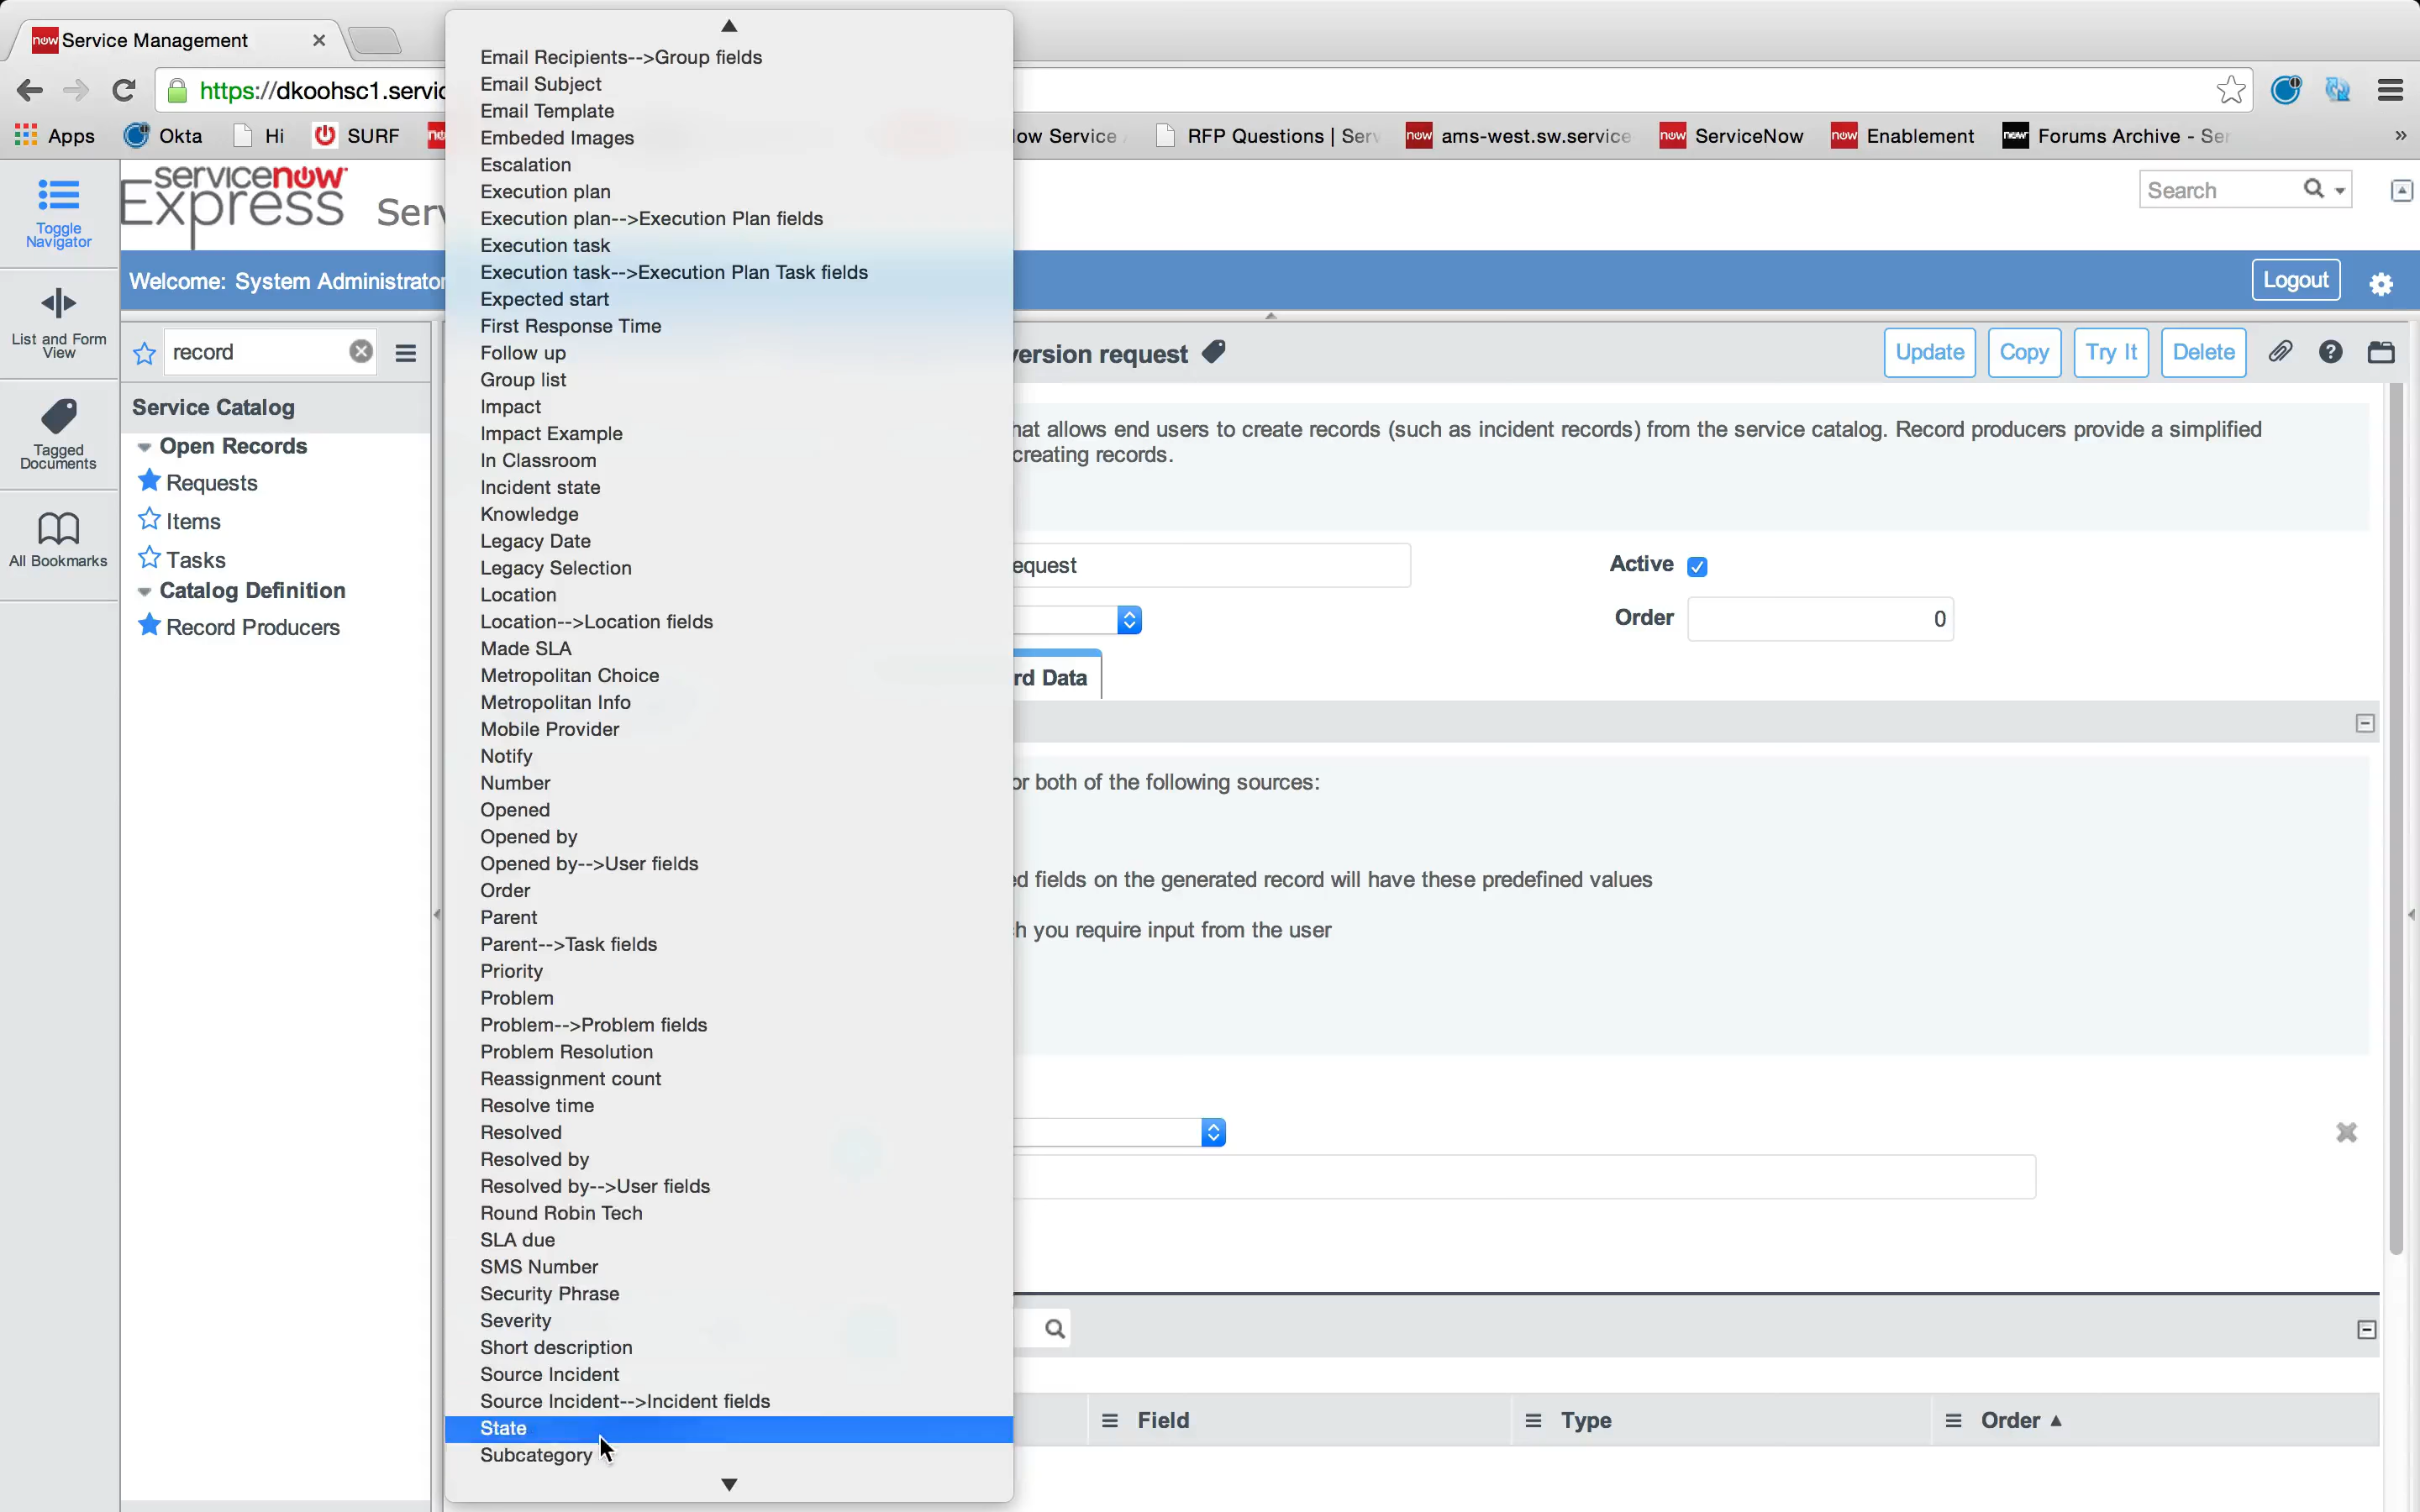 Service Management
https://dkoohsc1.servic
Apps
Okta
Hi
SURF
now
low Service
RFP Questions | Serv
now
ams-west.sw.service
now
ServiceNow
now
Enablement
now
Forums Archive - Ser
»
Toggle
Navigator
List and Form
View
Tagged
Documents
All Bookmarks
servicenow
Express
Serv
Search
Welcome: System Administrator
Logout
record
Service Catalog
Open Records
Requests
Items
Tasks
Catalog Definition
Record Producers
Email Recipients-->Group fields
Email Subject
Email Template
Embeded Images
Escalation
Execution plan
Execution plan-->Execution Plan fields
Execution task
Execution task-->Execution Plan Task fields
Expected start
First Response Time
Follow up
Group list
Impact
Impact Example
In Classroom
Incident state
Knowledge
Legacy Date
Legacy Selection
Location
Location-->Location fields
Made SLA
Metropolitan Choice
Metropolitan Info
Mobile Provider
Notify
Number
Opened
Opened by
Opened by-->User fields
Order
Parent
Parent-->Task fields
Priority
Problem
Problem-->Problem fields
Problem Resolution
Reassignment count
Resolve time
Resolved
Resolved by
Resolved by-->User fields
Round Robin Tech
SLA due
SMS Number
Security Phrase
Severity
Short description
Source Incident
Source Incident-->Incident fields
State
Subcategory
version request
Update
Copy
Try It
Delete
hat allows end users to create records (such as incident records) from the service catalog. Record producers provide a simplified
creating records.
equest
Active
Order
0
rd Data
or both of the following sources:
ed fields on the generated record will have these predefined values
h you require input from the user
Field
Type
Order